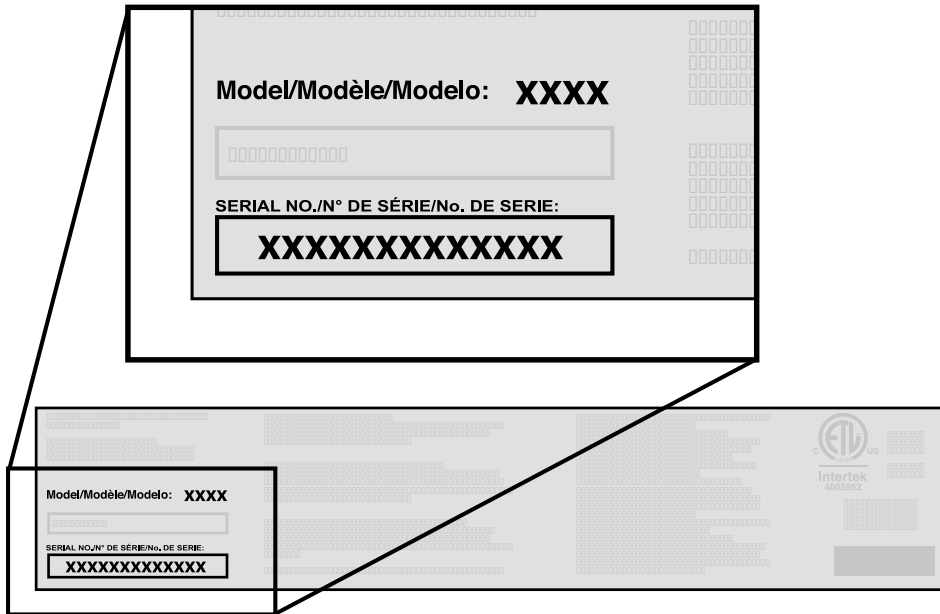 Model/Modèle/Modelo: XXXX
SERIAL NO./N° DE SÉRIE/No. DE SERIE:
XXXXXXXXXXXXX
Model/Modèle/Modelo: XXXX
SERIAL NO./N° DE SÉRIE/No. DE SERIE:
XXXXXXXXXXXXX
C ETL US
Intertek
4005952